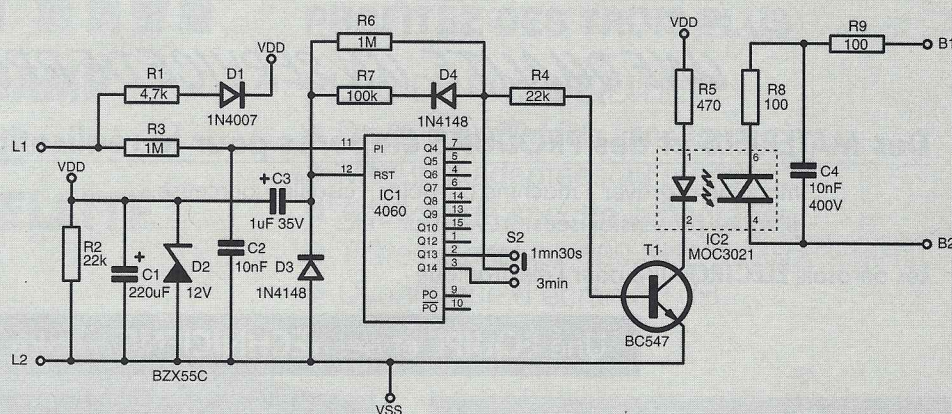 R6
1M
VDD
R1
4,7k
D1
1N4007
R7
100k
D4
1N4148
R4
22k
VDD
R5
470
R8
100
R9
100
B1
L1
R3
1M
11
PI
12
RST
IC1
4060
Q4 7
Q5 5
Q6 4
Q7 6
Q8 14
Q9 13
Q10 15
Q12 1
Q13 2
Q14 3
PO 9
PO 10
VDD
C3
1uF 35V
R2
22k
C1
220uF
D2
12V
C2
10nF
D3
1N4148
S2
1mn30s
3min
1
2
6
4
IC2
MOC3021
C4
10nF
400V
B2
T1
BC547
L2
BZX55C
VSS